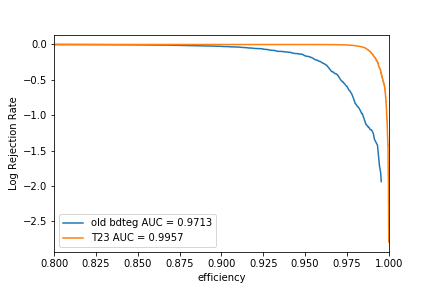 0.0
−0.5
−1.0
−1.5
−2.0
−2.5
Log Rejection Rate
old bdteg AUC = 0.9713
T23 AUC = 0.9957
0.800 0.825 0.850 0.875 0.900 0.925 0.950 0.975 1.000
efficiency